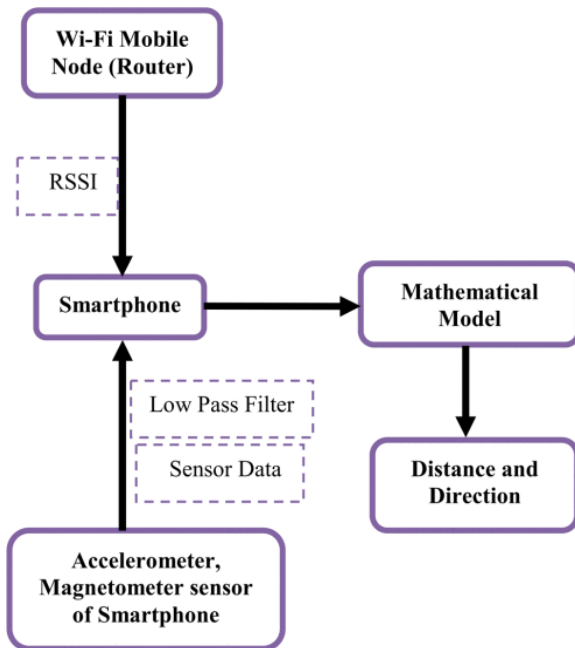 Wi-Fi Mobile
Node (Router)
RSSI
Smartphone
Mathematical
Model
Low Pass Filter
Sensor Data
Distance and
Direction
Accelerometer,
Magnetometer sensor
of Smartphone